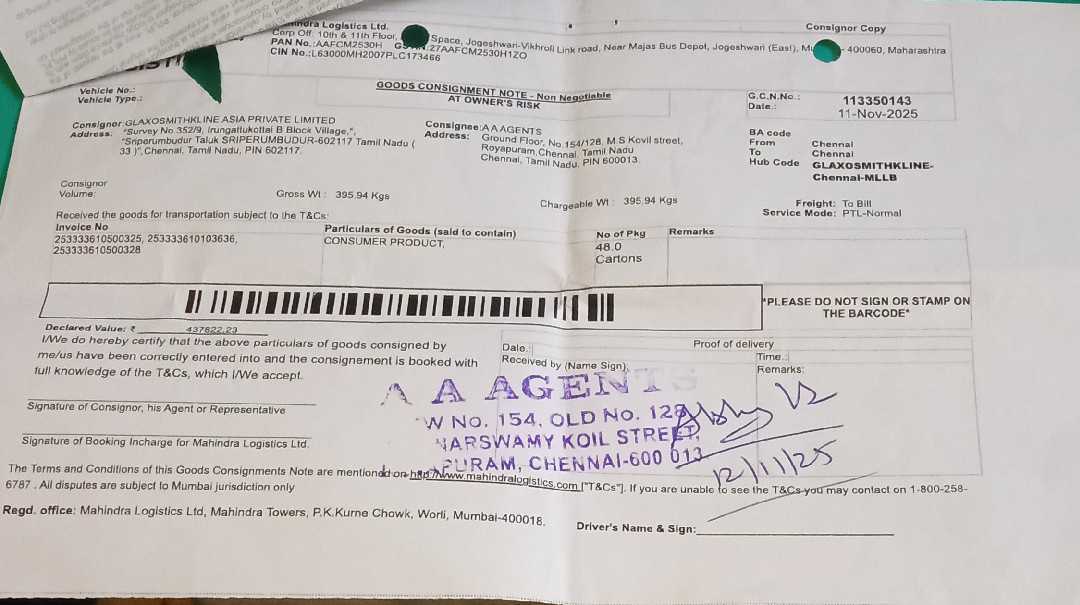 Logistics Ltd.
Consignor Copy
Corp Off. 10th & 11th Floor, Space, Jogeshwari-Vikhroli Link road, Near Majas Bus Depot, Jogeshwari (East), - 400060, Maharashtra
PAN No.:AAFCM2530H :27AAFCM2530H1ZO
CIN No.:L63000MH2007PLC173466
Vehicle No.:
Vehicle Type.:
GOODS CONSIGNMENT NOTE - Non Negotiable
AT OWNER'S RISK
G.C.N.No.: 113350143
Date.: 11-Nov-2025
Consignor:GLAXOSMITHKLINE ASIA PRIVATE LIMITED
Address: "Survey No.352/9, Irungattukottai B Block Village,",
"Sriperumbudur Taluk SRIPERUMBUDUR-602117 Tamil Nadu (
33 )",Chennai, Tamil Nadu, PIN 602117.
Consignee:A A AGENTS
Address: Ground Floor, No.154/128, M.S Kovil street,
Royapuram,Chennai, Tamil Nadu
Chennai, Tamil Nadu, PIN 600013.
BA code
From Chennai
To Chennai
Hub Code GLAXOSMITHKLINE-
Chennai-MLLB
Consignor
Volume:
Gross Wt : 395.94 Kgs
Chargeable Wt : 395.94 Kgs
Freight: To Bill
Service Mode: PTL-Normal
Received the goods for transportation subject to the T&Cs:
Invoice No
253333610500325, 253333610103636,
253333610500328
Particulars of Goods (said to contain)
CONSUMER PRODUCT,
No of Pkg
48.0
Cartons
Remarks
*PLEASE DO NOT SIGN OR STAMP ON
THE BARCODE*
Declared Value: ₹ 437822.23
I/We do hereby certify that the above particulars of goods consigned by
me/us have been correctly entered into and the consignement is booked with
full knowledge of the T&Cs, which I/We accept.
Signature of Consignor, his Agent or Representative
Signature of Booking Incharge for Mahindra Logistics Ltd.
Proof of delivery
Date.:
Time.:
Received by (Name Sign).
Remarks:
A A AGENTS
W No. 154, OLD No. 128
NARSWAMY KOIL STREET,
PURAM, CHENNAI-600 013
12/11/25
The Terms and Conditions of this Goods Consignments Note are mentioned on http://www.mahindralogistics.com ["T&Cs"]. If you are unable to see the T&Cs you may contact on 1-800-258-
6787 . All disputes are subject to Mumbai jurisdiction only
Regd. office: Mahindra Logistics Ltd, Mahindra Towers, P.K.Kurne Chowk, Worli, Mumbai-400018.
Driver's Name & Sign: